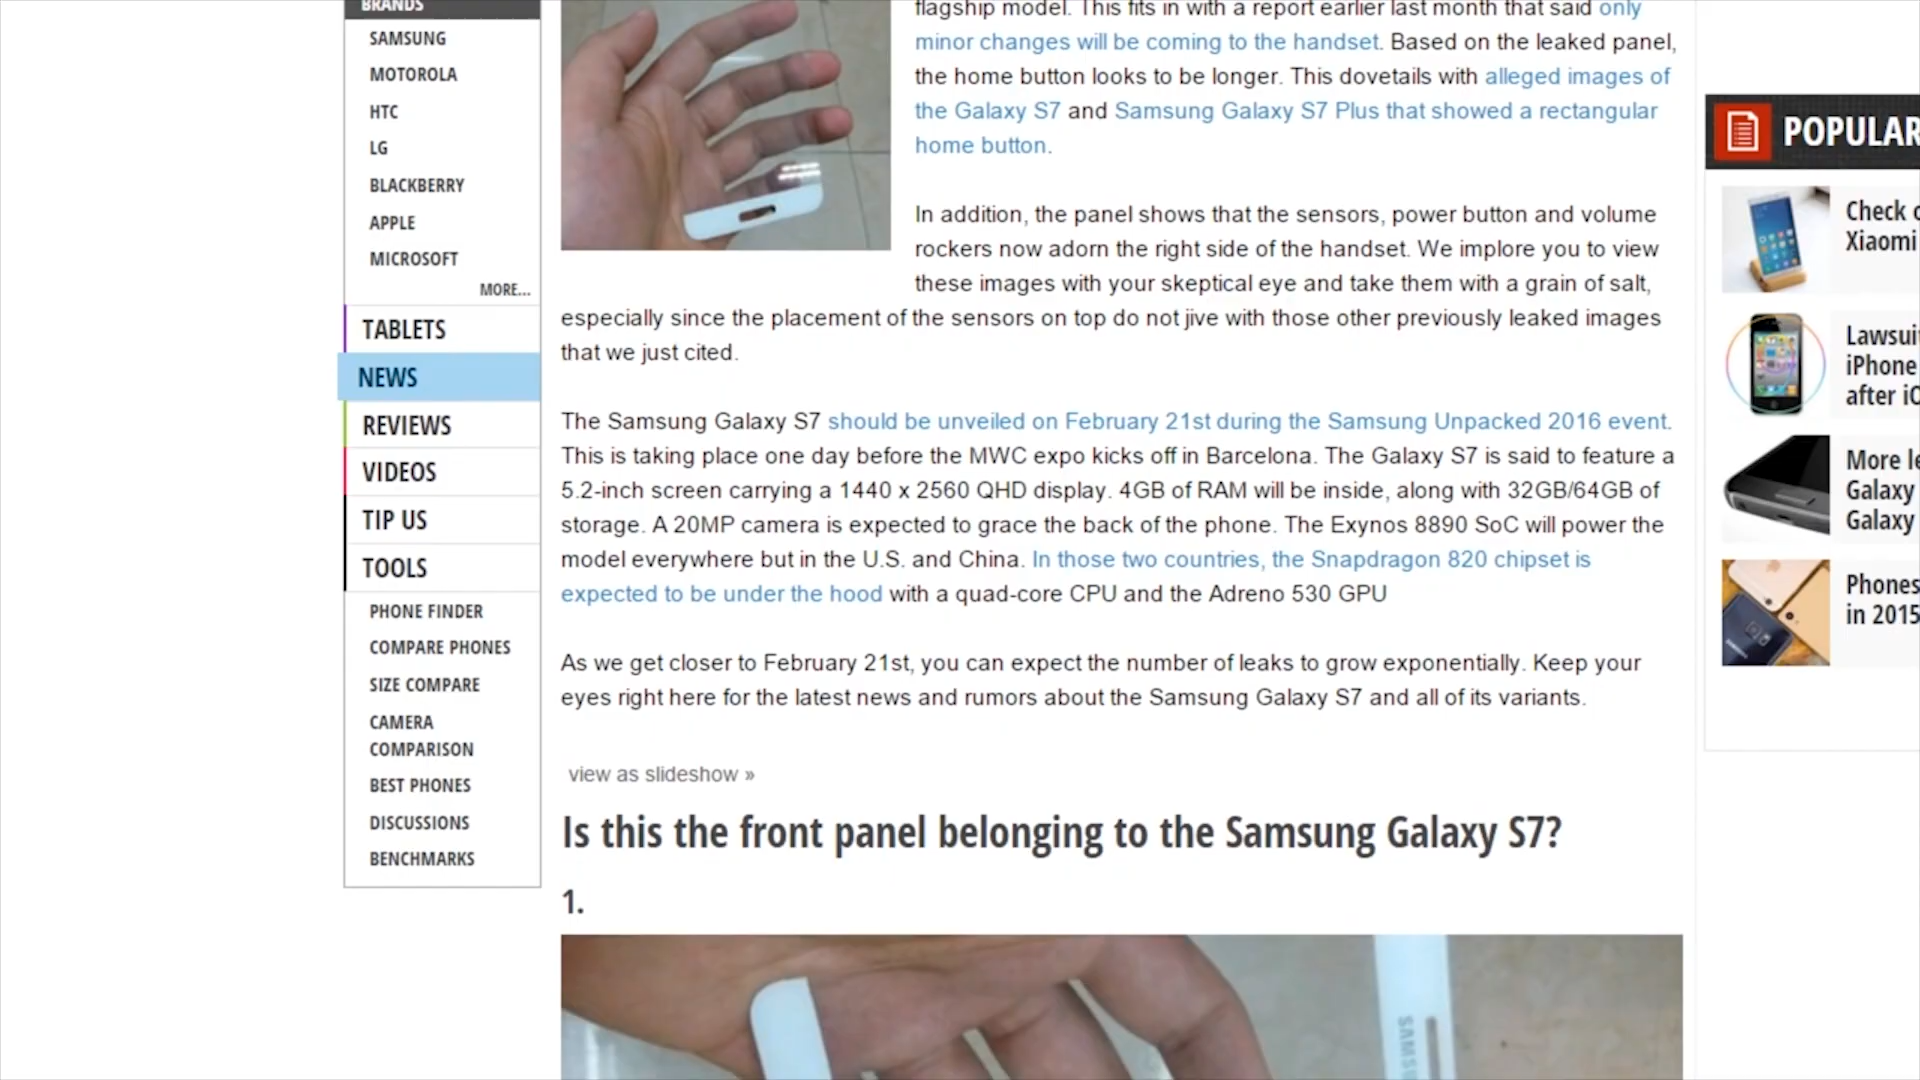 BRANDS
SAMSUNG
MOTOROLA
HTC
LG
BLACKBERRY
APPLE
MICROSOFT
MORE...
TABLETS
NEWS
REVIEWS
VIDEOS
TIP US
TOOLS
PHONE FINDER
COMPARE PHONES
SIZE COMPARE
CAMERA
COMPARISON
BEST PHONES
DISCUSSIONS
BENCHMARKS
flagship model. This fits in with a report earlier last month that said only
minor changes will be coming to the handset. Based on the leaked panel,
the home button looks to be longer. This dovetails with alleged images of
the Galaxy S7 and Samsung Galaxy S7 Plus that showed a rectangular
home button.
In addition, the panel shows that the sensors, power button and volume
rockers now adorn the right side of the handset. We implore you to view
these images with your skeptical eye and take them with a grain of salt,
especially since the placement of the sensors on top do not jive with those other previously leaked images
that we just cited.
The Samsung Galaxy S7 should be unveiled on February 21st during the Samsung Unpacked 2016 event.
This is taking place one day before the MWC expo kicks off in Barcelona. The Galaxy S7 is said to feature a
5.2-inch screen carrying a 1440 x 2560 QHD display. 4GB of RAM will be inside, along with 32GB/64GB of
storage. A 20MP camera is expected to grace the back of the phone. The Exynos 8890 SoC will power the
model everywhere but in the U.S. and China. In those two countries, the Snapdragon 820 chipset is
expected to be under the hood with a quad-core CPU and the Adreno 530 GPU
As we get closer to February 21st, you can expect the number of leaks to grow exponentially. Keep your
eyes right here for the latest news and rumors about the Samsung Galaxy S7 and all of its variants.
view as slideshow »
Is this the front panel belonging to the Samsung Galaxy S7?
1.
SAMSU
POPULAR
Check o
Xiaomi
Lawsui
iPhone
after iO
More le
Galaxy
Galaxy
Phones
in 2015